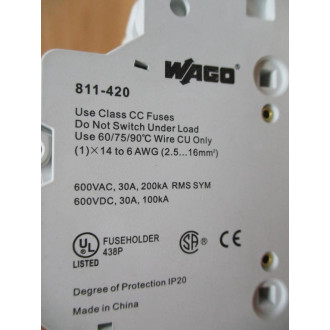 WAGO
811-420
Use Class CC Fuses
Do Not Switch Under Load
Use 60/75/90°C Wire CU Only
(1)×14 to 6 AWG (2.5...16mm²)
600VAC, 30A, 200kA RMS SYM
600VDC, 30A, 100kA
UL
LISTED
FUSEHOLDER
438P
SA
Degree of Protection IP20
Made in China